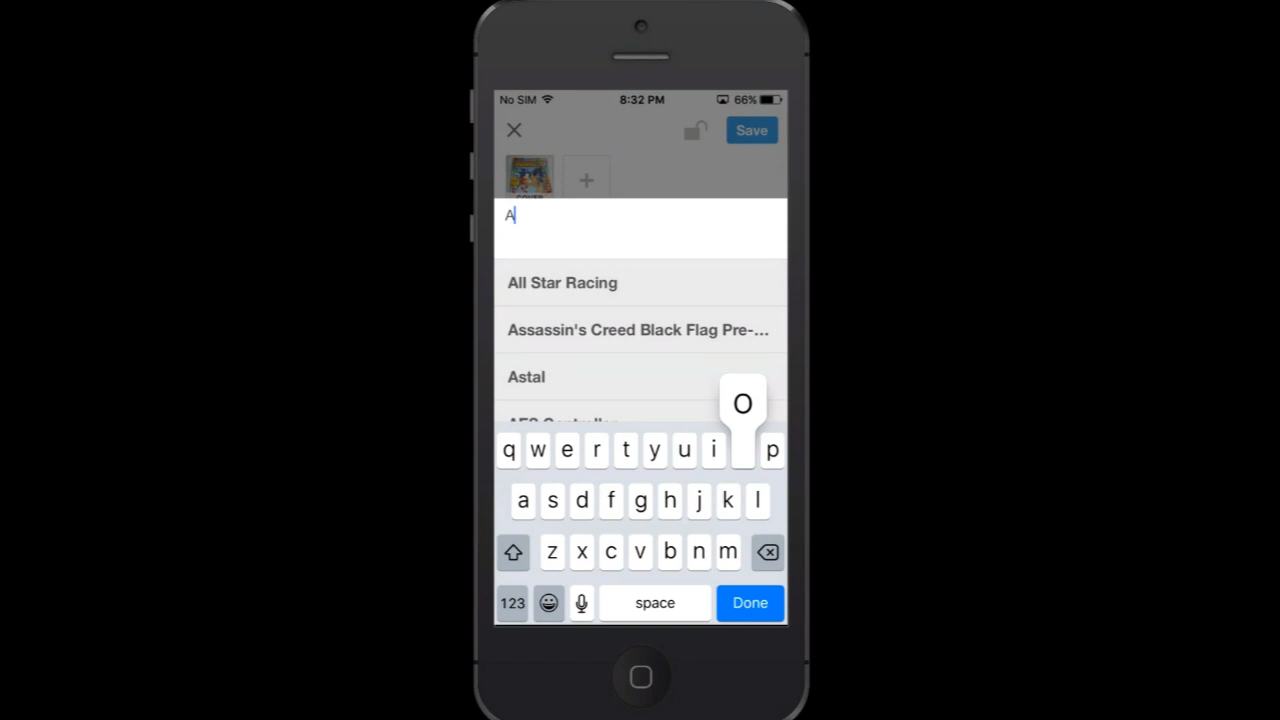 No SIM 8:32 PM 66%
Save
A
All Star Racing
Assassin's Creed Black Flag Pre-...
Astal
O
q w e r t y u i p
a s d f g h j k l
z x c v b n m
123 space Done